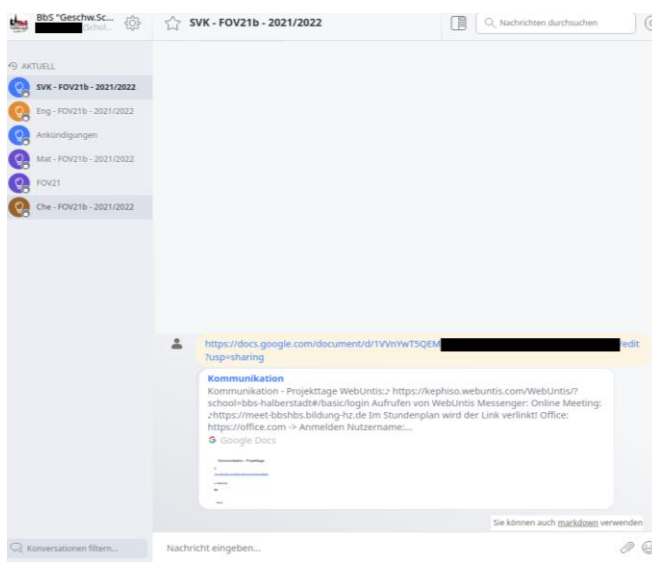 BbS "Geschw.Sc...
(Schül...
SVK - FOV21b - 2021/2022
Nachrichten durchsuchen
AKTUELL
SVK - FOV21b - 2021/2022
Eng - FOV21b - 2021/2022
Ankündigungen
Mat - FOV21b - 2021/2022
FOV21
Che - FOV21b - 2021/2022
https://docs.google.com/document/d/1VVnYwT5QEM /edit
?usp=sharing
Kommunikation
Kommunikation - Projekttage WebUntis: https://kephiso.webuntis.com/WebUntis/?
school=bbs-halberstadt#/basic/login Aufrufen von WebUntis Messenger: Online Meeting:
https://meet-bbshbs.bildung-hz.de Im Stundenplan wird der Link verlinkt! Office:
https://office.com -> Anmelden Nutzername:...
Google Docs
Kommunikation - Projekttage
Sie können auch markdown verwenden
Konversationen filtern...
Nachricht eingeben...